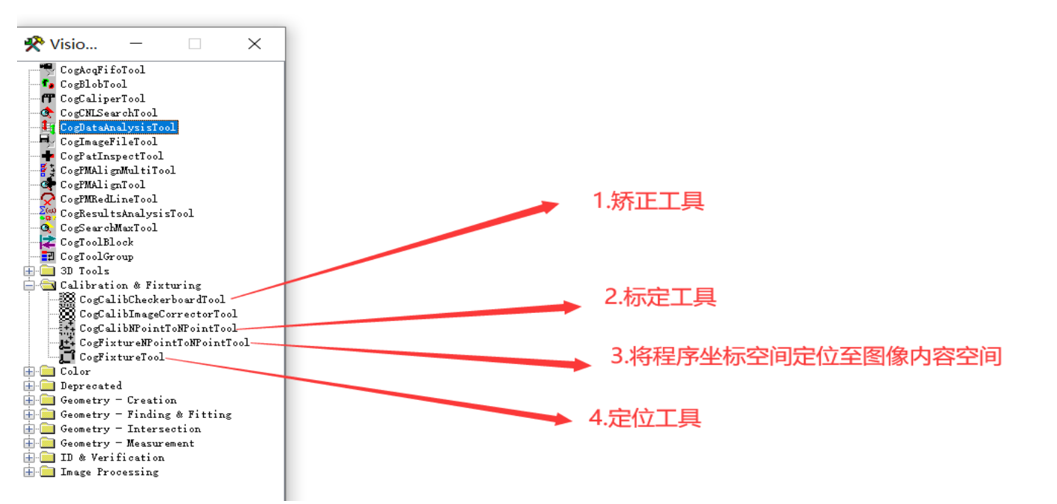 Visio...
CogAcqFifoTool
CogBlobTool
CogCaliperTool
CogCNLSearchTool
CogDataAnalysisTool
CogImageFileTool
CogPatInspectTool
CogPMAlignMultiTool
CogPMAlignTool
CogPMRedLineTool
CogResultsAnalysisTool
CogSearchMaxTool
CogToolBlock
CogToolGroup
3D Tools
Calibration & Fixturing
CogCalibCheckerboardTool
CogCalibImageCorrectorTool
CogCalibNPointToNPointTool
CogFixtureNPointToNPointTool
CogFixtureTool
Color
Deprecated
Geometry - Creation
Geometry - Finding & Fitting
Geometry - Intersection
Geometry - Measurement
ID & Verification
Image Processing
1.矫正工具
2.标定工具
3.将程序坐标空间定位至图像内容空间
4.定位工具